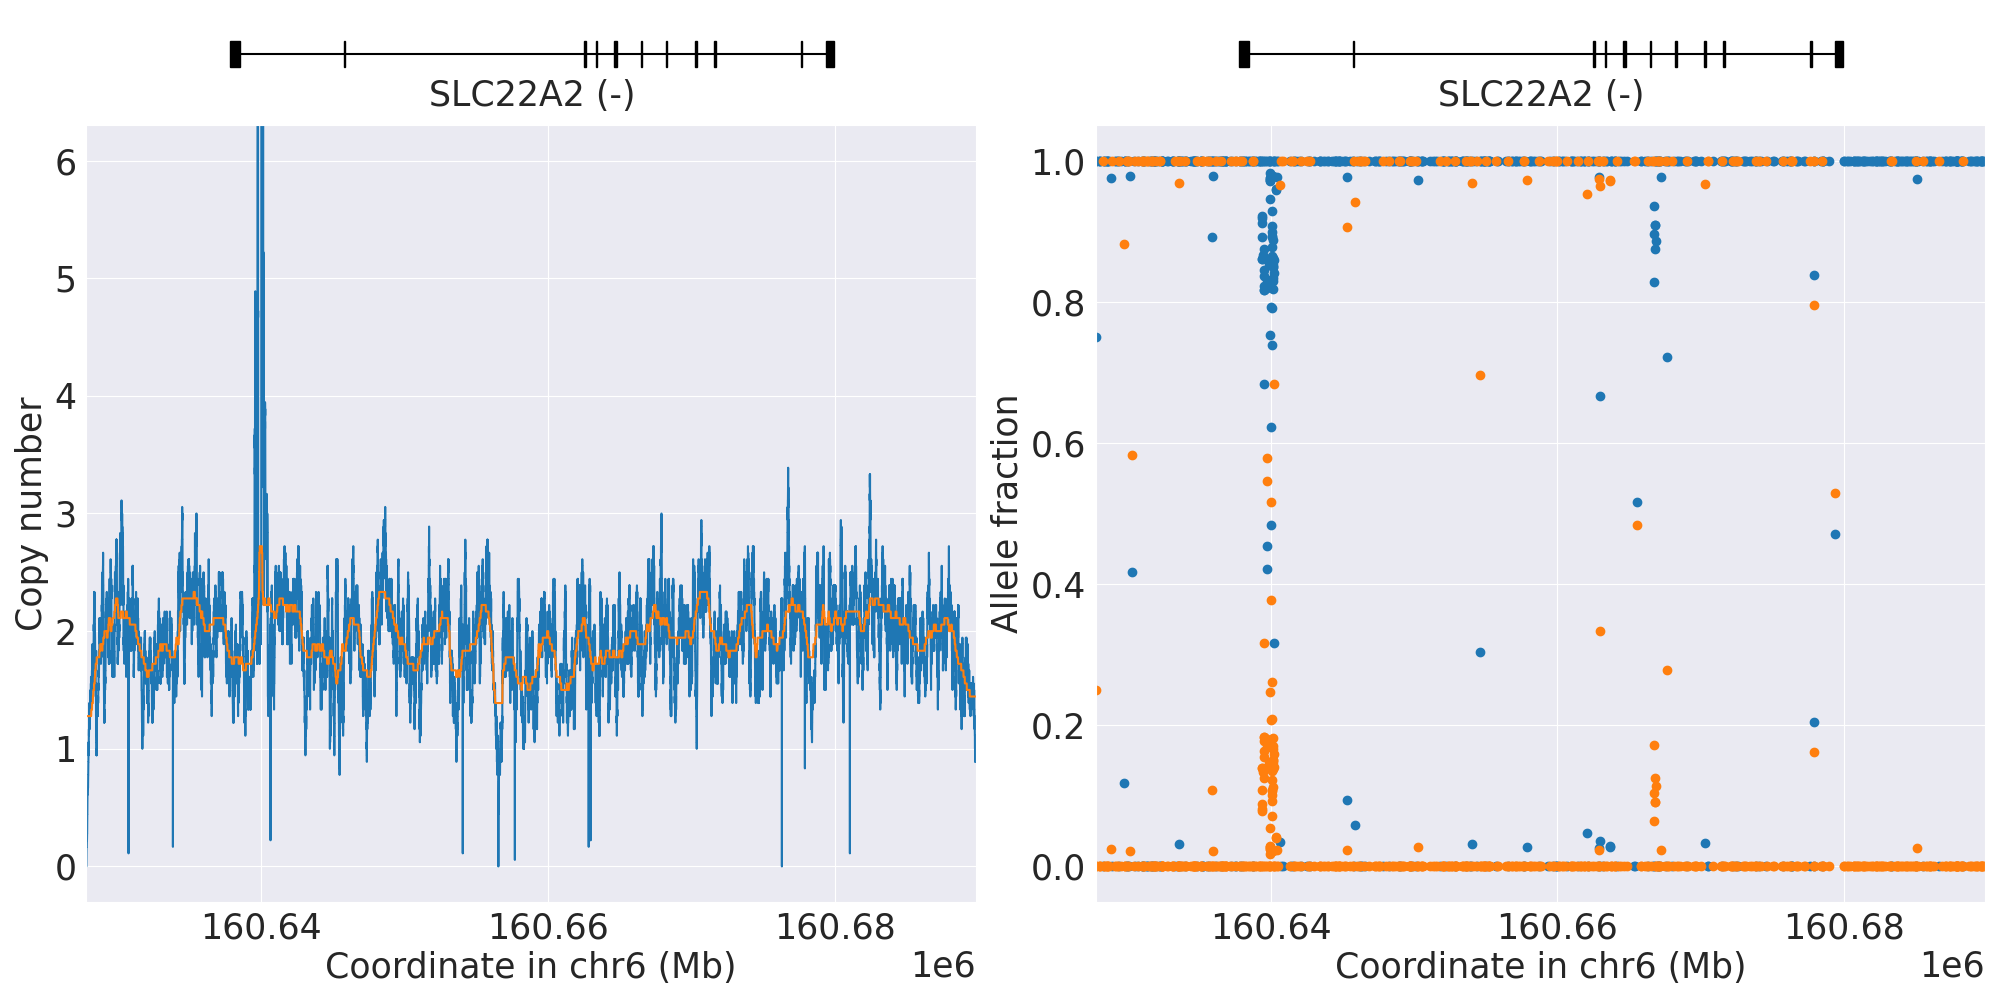 SLC22A2 (-)
6
5
4
3
2
1
0
Copy number
160.64
160.66
160.68
Coordinate in chr6 (Mb)
1e6
SLC22A2 (-)
1.0
0.8
0.6
0.4
0.2
0.0
Allele fraction
160.64
160.66
160.68
Coordinate in chr6 (Mb)
1e6